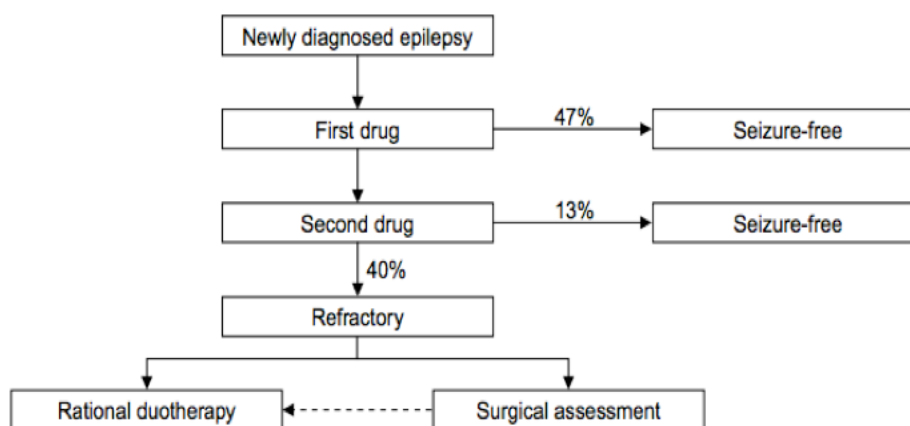 Newly diagnosed epilepsy
First drug
47%
Seizure-free
Second drug
13%
Seizure-free
40%
Refractory
Rational duotherapy
Surgical assessment